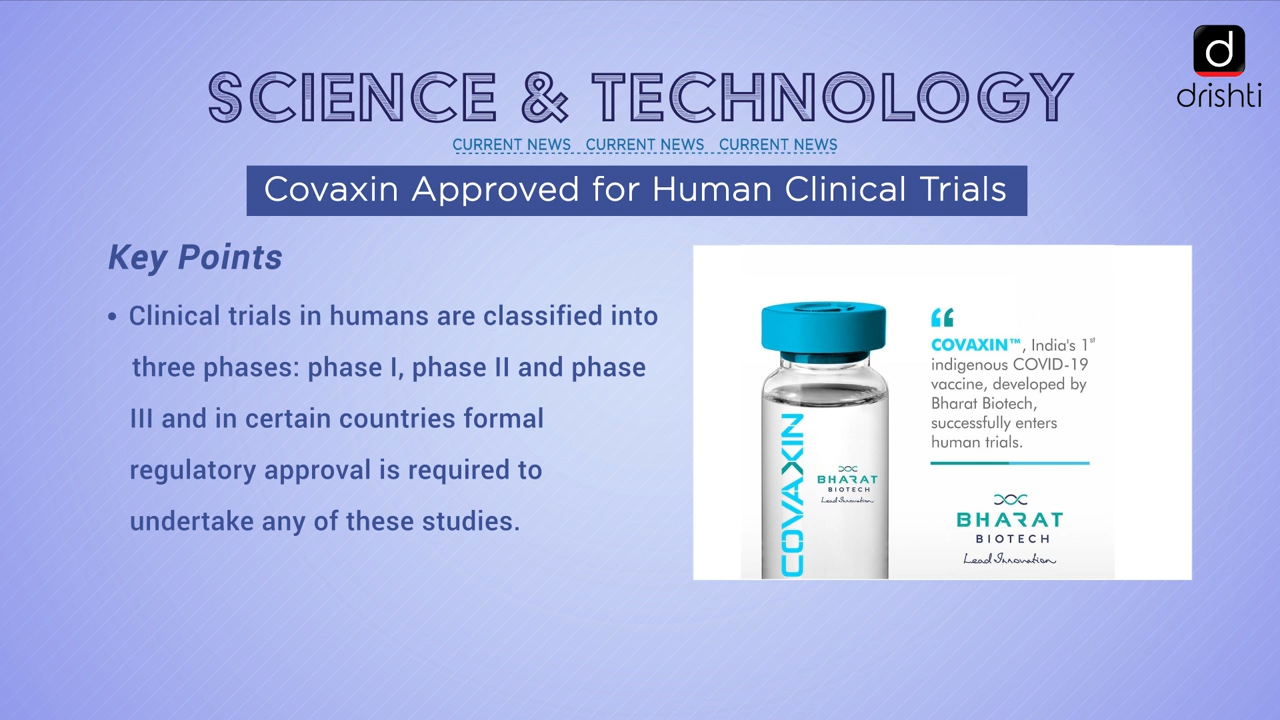 d
drishti
SCIENCE & TECHNOLOGY
CURRENT NEWS CURRENT NEWS CURRENT NEWS
Covaxin Approved for Human Clinical Trials
Key Points
• Clinical trials in humans are classified into
three phases: phase I, phase II and phase
III and in certain countries formal
regulatory approval is required to
undertake any of these studies.
COVAXIN
BHARAT
BIOTECH
Lead Innovation
“
COVAXIN™, India's 1st
indigenous COVID-19
vaccine, developed by
Bharat Biotech,
successfully enters
human trials.
BHARAT
BIOTECH
Lead Innovation